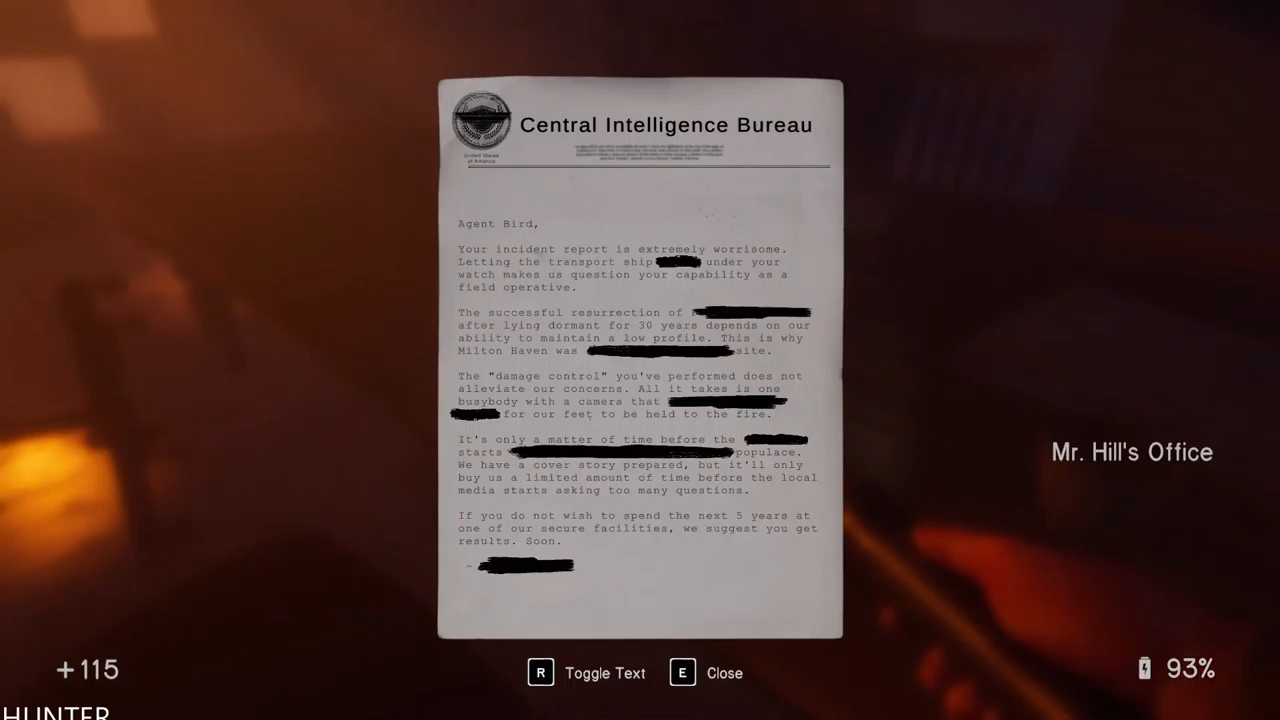 Central Intelligence Bureau
United States
of America
Agent Bird,
Your incident report is extremely worrisome.
Letting the transport ship under your
watch makes us question your capability as a
field operative.
The successful resurrection of
after lying dormant for 30 years depends on our
ability to maintain a low profile. This is why
Milton Haven was site.
The "damage control" you've performed does not
alleviate our concerns. All it takes is one
busybody with a camera that
for our feet to be held to the fire.
It's only a matter of time before the
starts populace.
We have a cover story prepared, but it'll only
buy us a limited amount of time before the local
media starts asking too many questions.
If you do not wish to spend the next 5 years at
one of our secure facilities, we suggest you get
results. Soon.
–
Mr. Hill's Office
+115
R Toggle Text E Close
93%
HUNTER